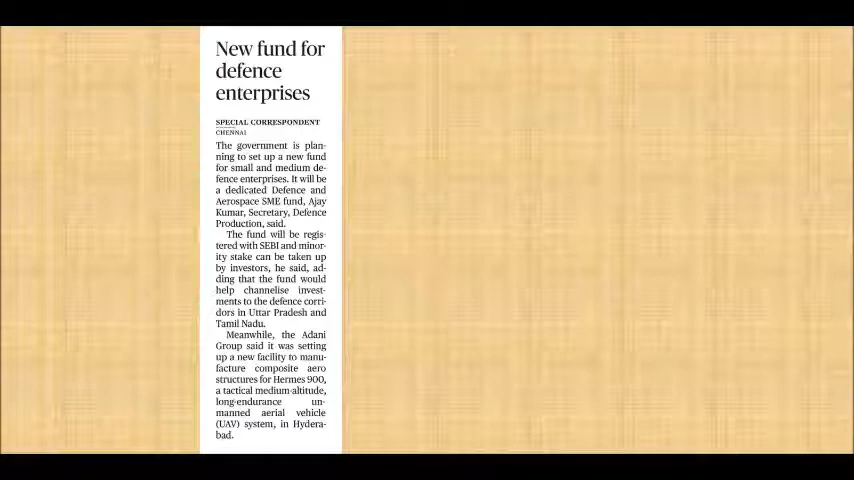 New fund for
defence
enterprises
SPECIAL CORRESPONDENT
CHENNAI
The government is plan-
ning to set up a new fund
for small and medium de-
fence enterprises. It will be
a dedicated Defence and
Aerospace SME fund, Ajay
Kumar, Secretary, Defence
Production, said.
The fund will be regis-
tered with SEBI and minor-
ity stake can be taken up
by investors, he said, ad-
ding that the fund would
help channelise invest-
ments to the defence corri-
dors in Uttar Pradesh and
Tamil Nadu.
Meanwhile, the Adani
Group said it was setting
up a new facility to manu-
facture composite aero
structures for Hermes 900,
a tactical medium-altitude,
long-endurance un-
manned aerial vehicle
(UAV) system, in Hydera-
bad.